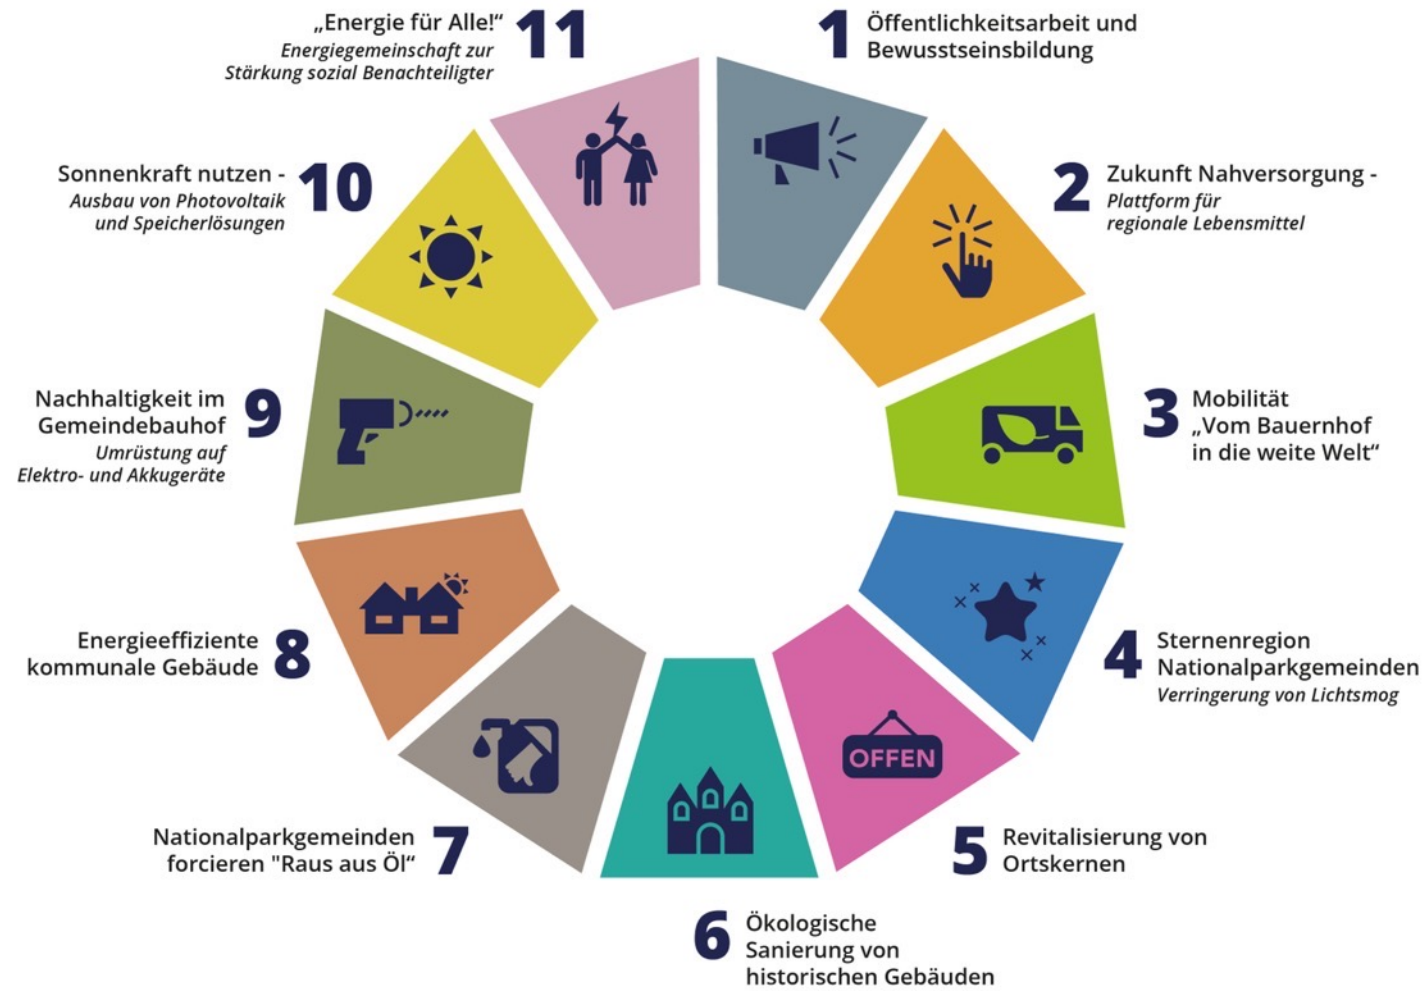 1
Öffentlichkeitsarbeit und
Bewusstseinsbildung
2
Zukunft Nahversorgung -
Plattform für
regionale Lebensmittel
3
Mobilität
„Vom Bauernhof
in die weite Welt“
4
Sternenregion
Nationalparkgemeinden
Verringerung von Lichtsmog
5
Revitalisierung von
Ortskernen
OFFEN
6
Ökologische
Sanierung von
historischen Gebäuden
7
Nationalparkgemeinden
forcieren "Raus aus Öl“
8
Energieeffiziente
kommunale Gebäude
9
Nachhaltigkeit im
Gemeindebauhof
Umrüstung auf
Elektro- und Akkugeräte
10
Sonnenkraft nutzen -
Ausbau von Photovoltaik
und Speicherlösungen
11
„Energie für Alle!“
Energiegemeinschaft zur
Stärkung sozial Benachteiligter